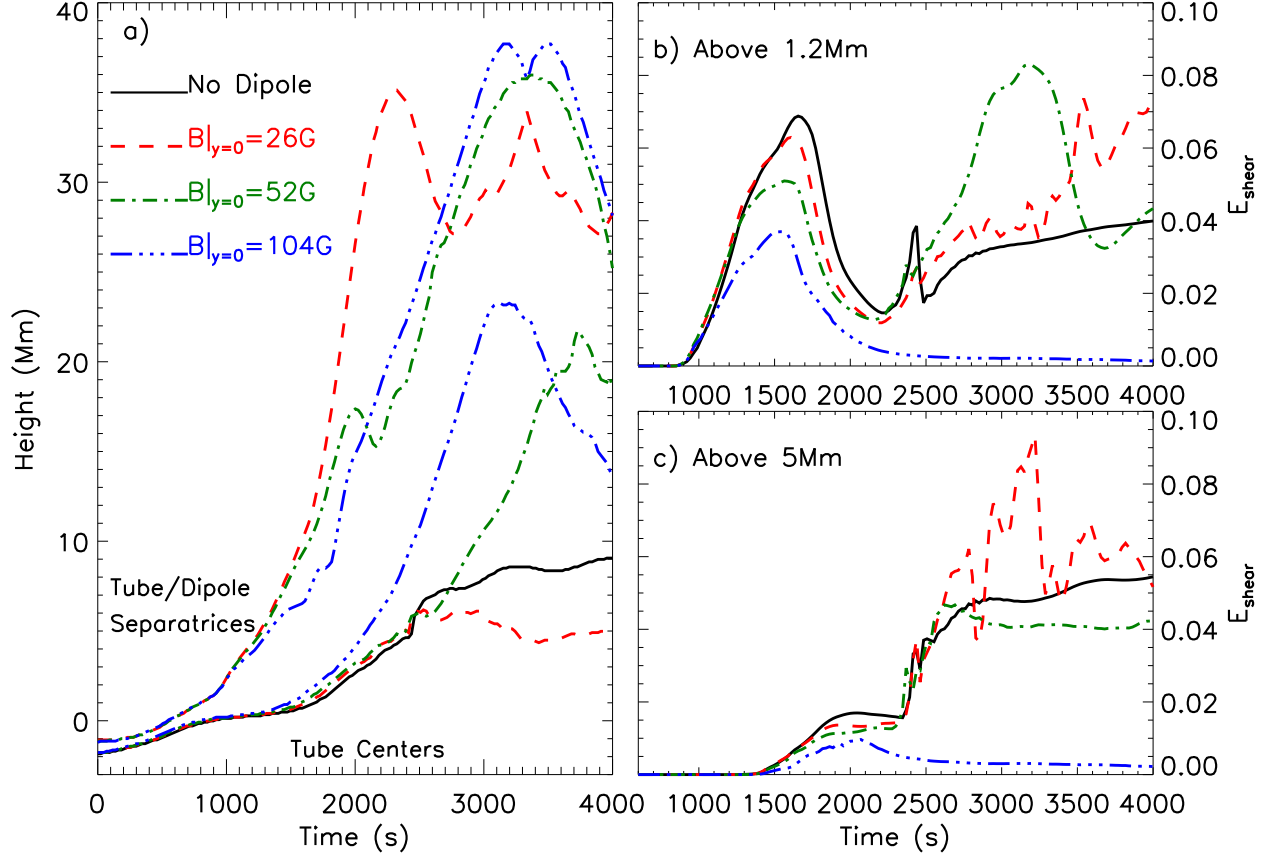 a)
No Dipole
B|y=0=26G
B|y=0=52G
B|y=0=104G
Tube/Dipole
Separatrices
Tube Centers
Height (Mm)
40
30
20
10
0
0 1000 2000 3000 4000
Time (s)
b) Above 1.2Mm
0.10
0.08
0.06
0.04
0.02
0.00
Eshear
1000 1500 2000 2500 3000 3500 4000
c) Above 5Mm
0.10
0.08
0.06
0.04
0.02
0.00
Eshear
1000 1500 2000 2500 3000 3500 4000
Time (s)